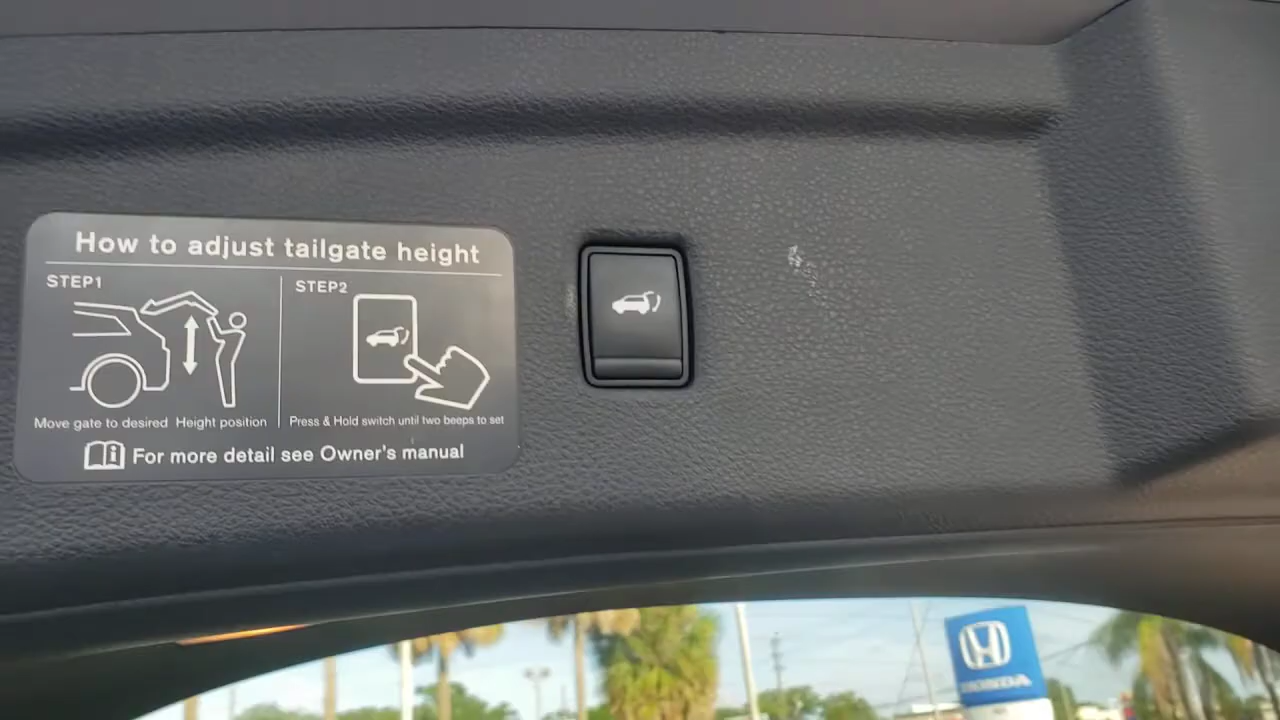 How to adjust tailgate height
STEP1
STEP2
Move gate to desired Height position
Press & Hold switch until two beeps to set
For more detail see Owner's manual
HONDA